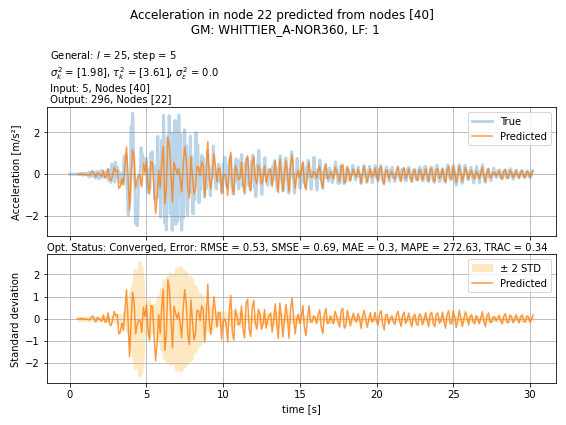 Acceleration in node 22 predicted from nodes [40]
GM: WHITTIER_A-NOR360, LF: 1
General: l = 25, step = 5
σ²ₖ = [1.98], τ²ₖ = [3.61], σ²ε = 0.0
Input: 5, Nodes [40]
Output: 296, Nodes [22]
Acceleration [m/s²]
2
0
−2
True
Predicted
Opt. Status: Converged, Error: RMSE = 0.53, SMSE = 0.69, MAE = 0.3, MAPE = 272.63, TRAC = 0.34
Standard deviation
2
1
0
−1
−2
± 2 STD
Predicted
0 5 10 15 20 25 30
time [s]